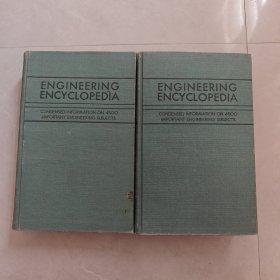 ENGINEERING
ENCYCLOPEDIA
CONDENSED INFORMATION ON 4500
IMPORTANT ENGINEERING SUBJECTS
ENGINEERING
ENCYCLOPEDIA
CONDENSED INFORMATION ON 4500
IMPORTANT ENGINEERING SUBJECTS